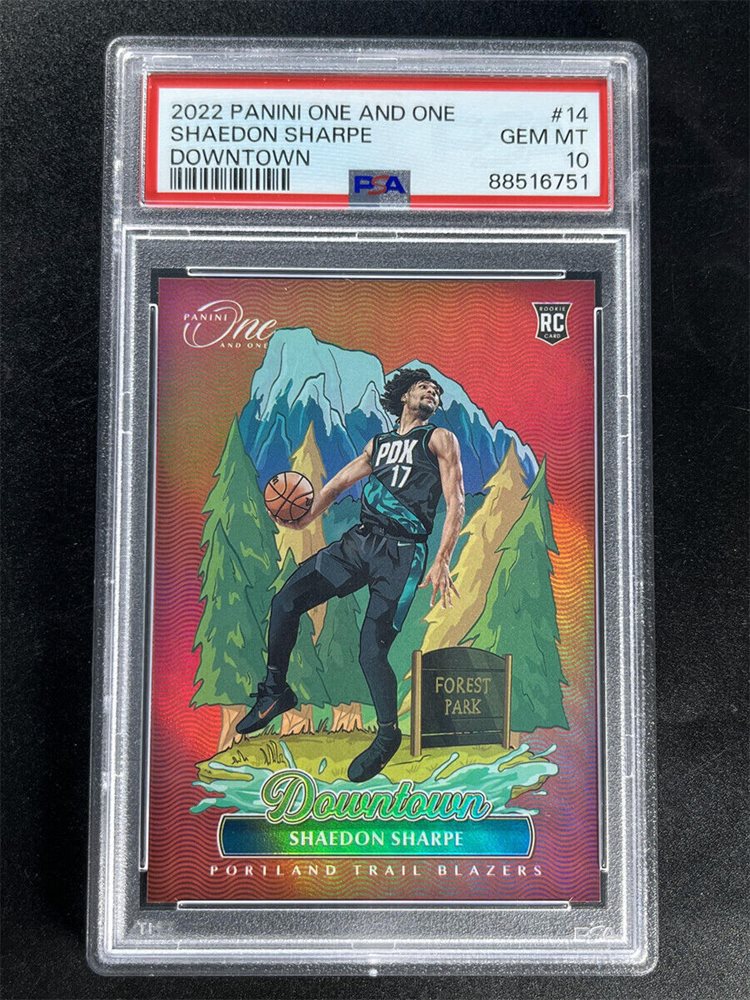 2022 PANINI ONE AND ONE #14
SHAEDON SHARPE GEM MT
DOWNTOWN 10
PSA 88516751
PANINI One AND ONE
ROOKIE
RC
CARD
PDX
17
FOREST
PARK
Downtown
SHAEDON SHARPE
PORTLAND TRAIL BLAZERS
PSA